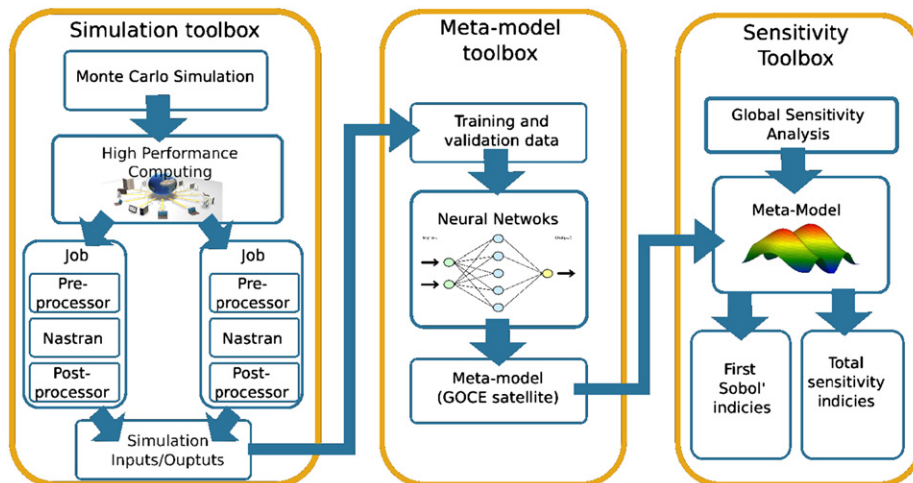 Simulation toolbox
Monte Carlo Simulation
High Performance
Computing
Job
Pre-
processor
Nastran
Post-
processor
Job
Pre-
processor
Nastran
Post-
processor
Simulation
Inputs/Ouptuts
Meta-model
toolbox
Training and
validation data
Neural Netwoks
Meta-model
(GOCE satellite)
Sensitivity
Toolbox
Global Sensitivity
Analysis
Meta-Model
First
Sobol'
indicies
Total
sensitivity
indicies